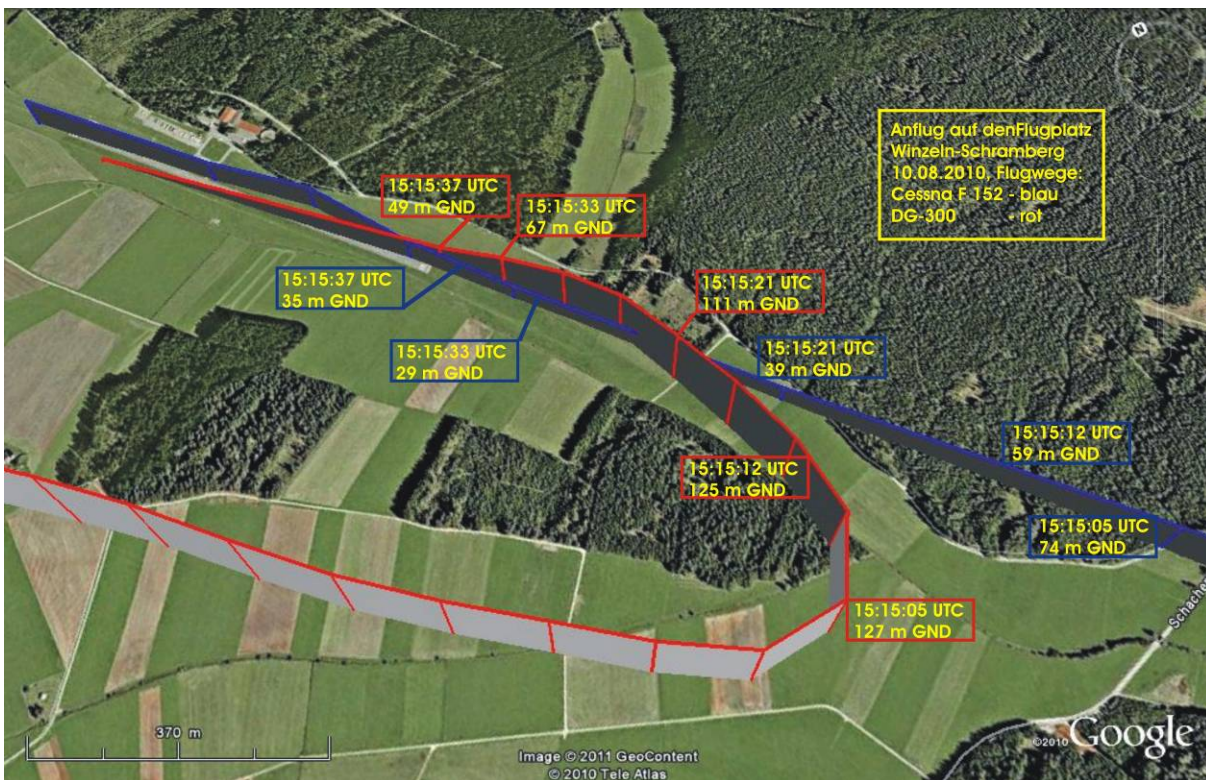 N
Anflug auf denFlugplatz
Winzeln-Schramberg
10.08.2010, Flugwege:
Cessna F 152 - blau
DG-300 - rot
15:15:37 UTC
49 m GND
15:15:33 UTC
67 m GND
15:15:37 UTC
35 m GND
15:15:21 UTC
111 m GND
15:15:33 UTC
29 m GND
15:15:21 UTC
39 m GND
15:15:12 UTC
59 m GND
15:15:12 UTC
125 m GND
15:15:05 UTC
74 m GND
15:15:05 UTC
127 m GND
370 m
Image © 2011 GeoContent
© 2010 Tele Atlas
©2010 Google